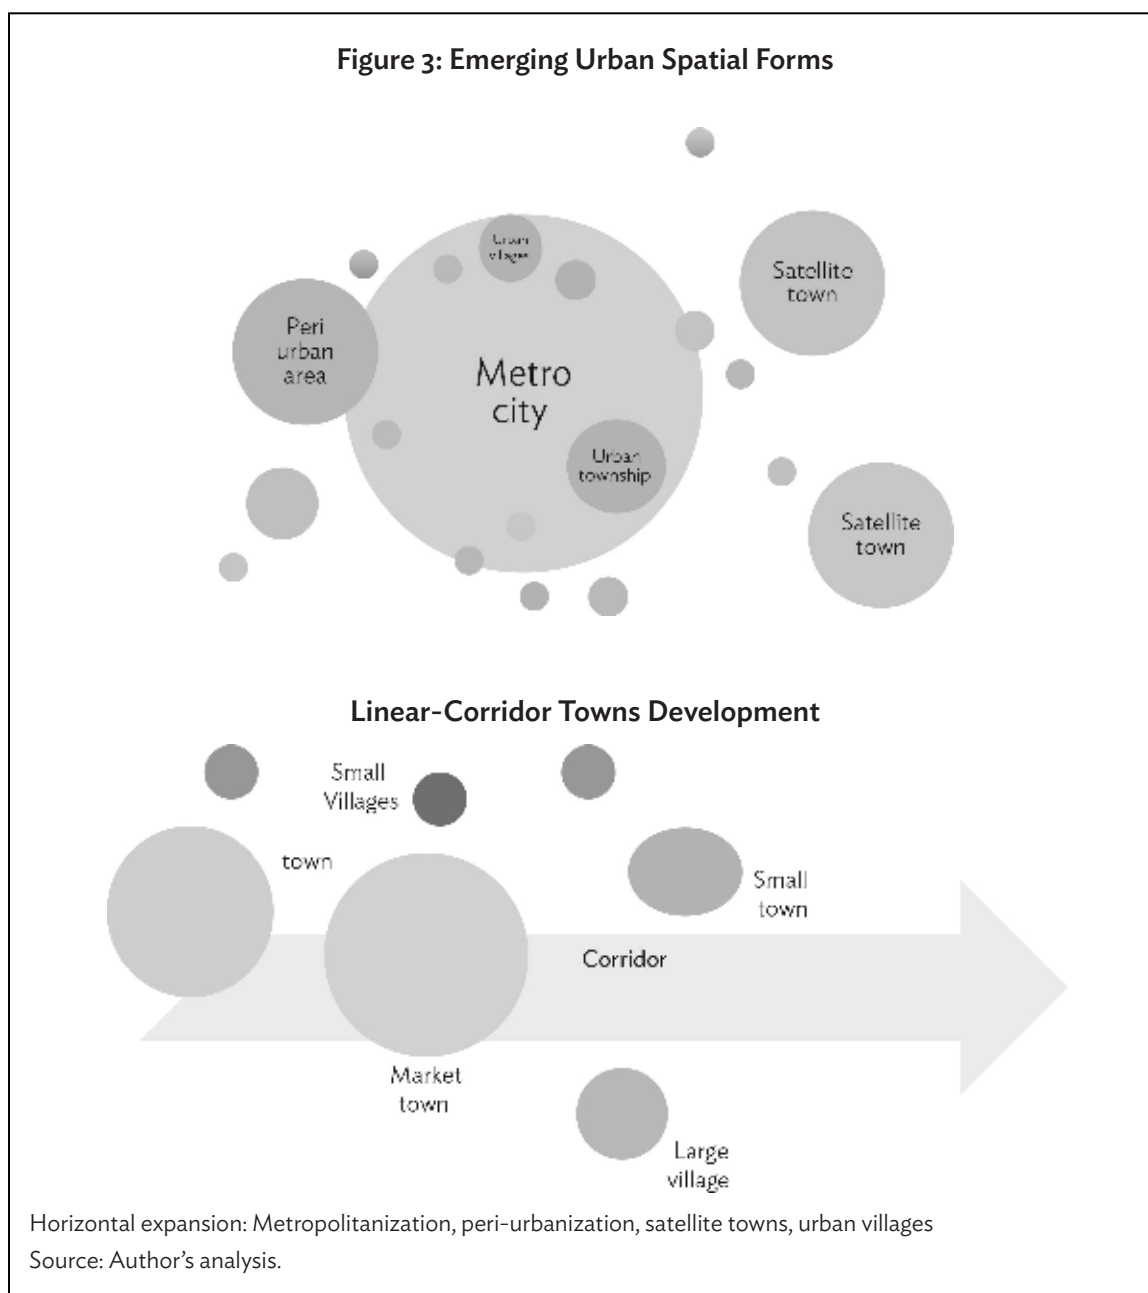 Figure 3: Emerging Urban Spatial Forms
Urban
villages
Satellite
town
Peri
urban
area
Metro
city
Urban
township
Satellite
town
Linear-Corridor Towns Development
Small
Villages
town
Small
town
Corridor
Market
town
Large
village
Horizontal expansion: Metropolitanization, peri-urbanization, satellite towns, urban villages
Source: Author’s analysis.